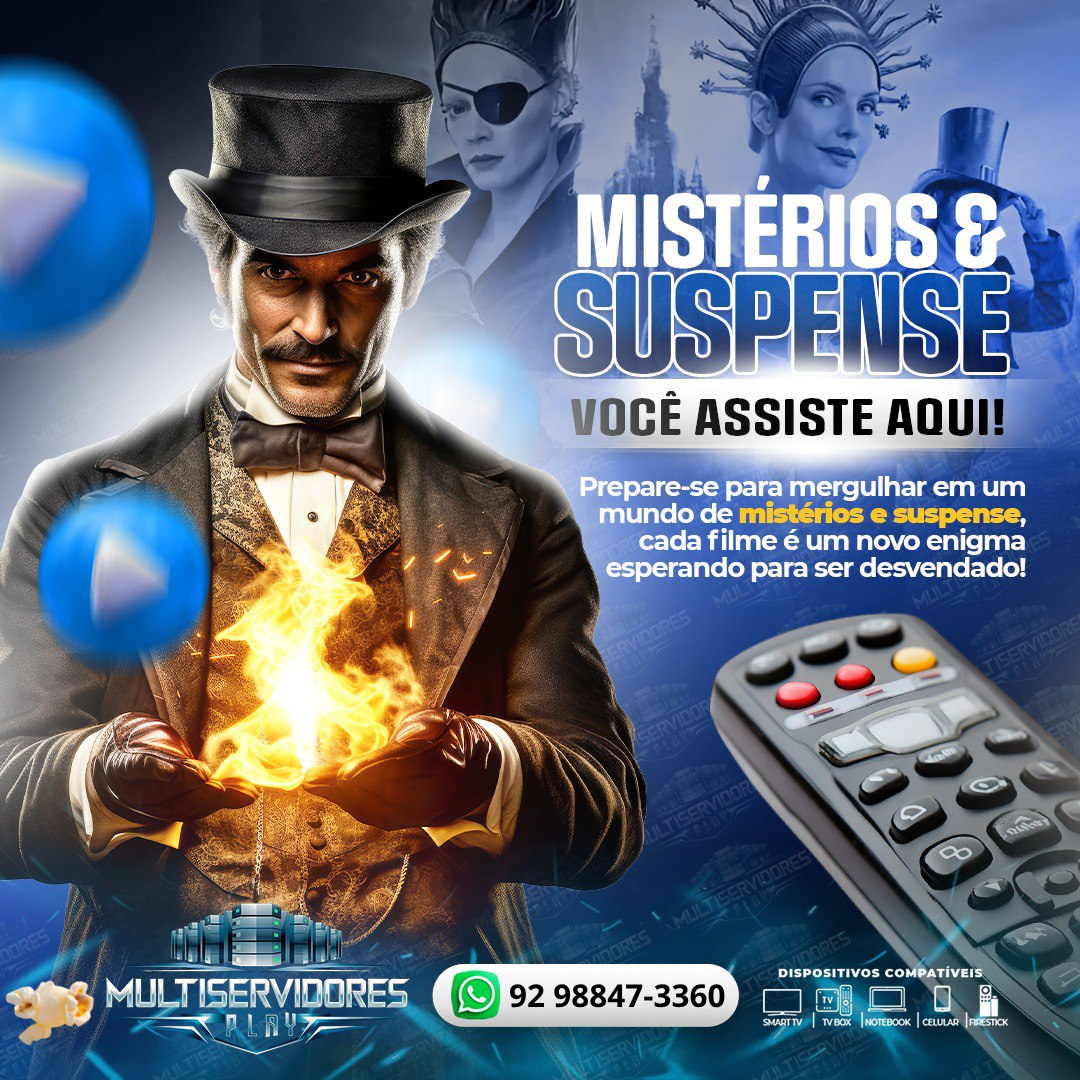 MISTÉRIOS &
SUSPENSE
VOCÊ ASSISTE AQUI!
Prepare-se para mergulhar em um
mundo de mistérios e suspense,
cada filme é um novo enigma
esperando para ser desvendado!
MULTISERVIDORES
PLAY
92 98847-3360
DISPOSITIVOS COMPATÍVEIS
TV
SMART TV | TV BOX | NOTEBOOK | CELULAR | FIRESTICK